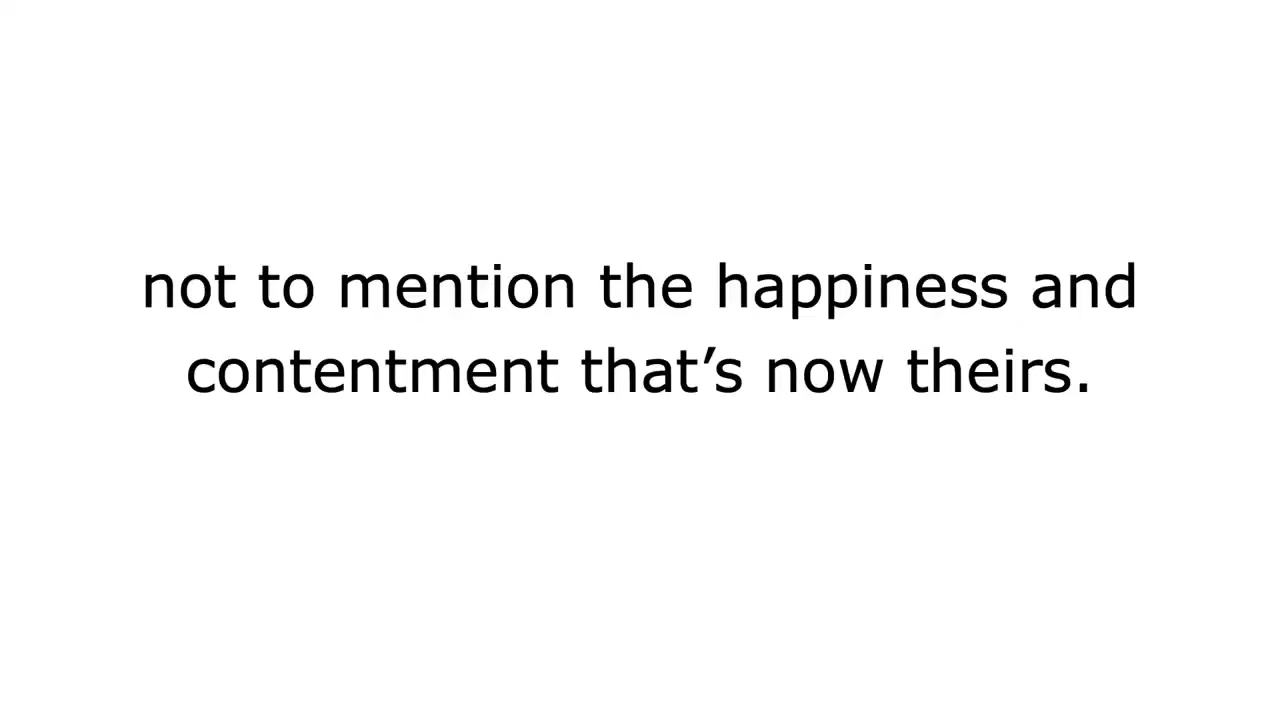 not to mention the happiness and
contentment that’s now theirs.